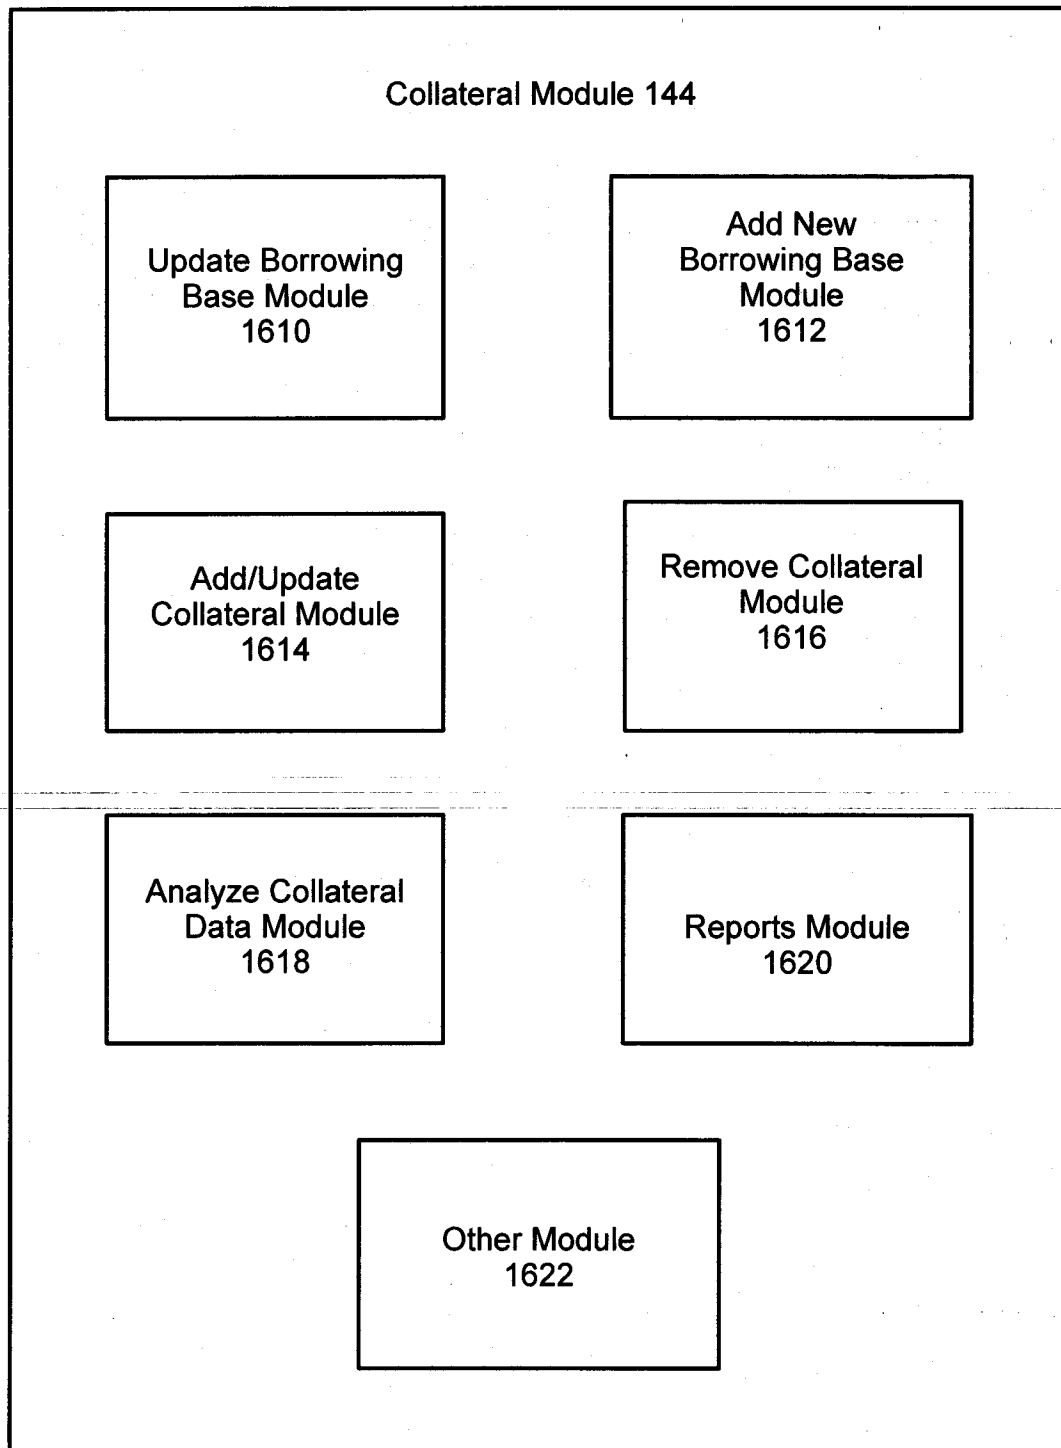 Collateral Module 144
Update Borrowing
Base Module
1610
Add New
Borrowing Base
Module
1612
Add/Update
Collateral Module
1614
Remove Collateral
Module
1616
Analyze Collateral
Data Module
1618
Reports Module
1620
Other Module
1622